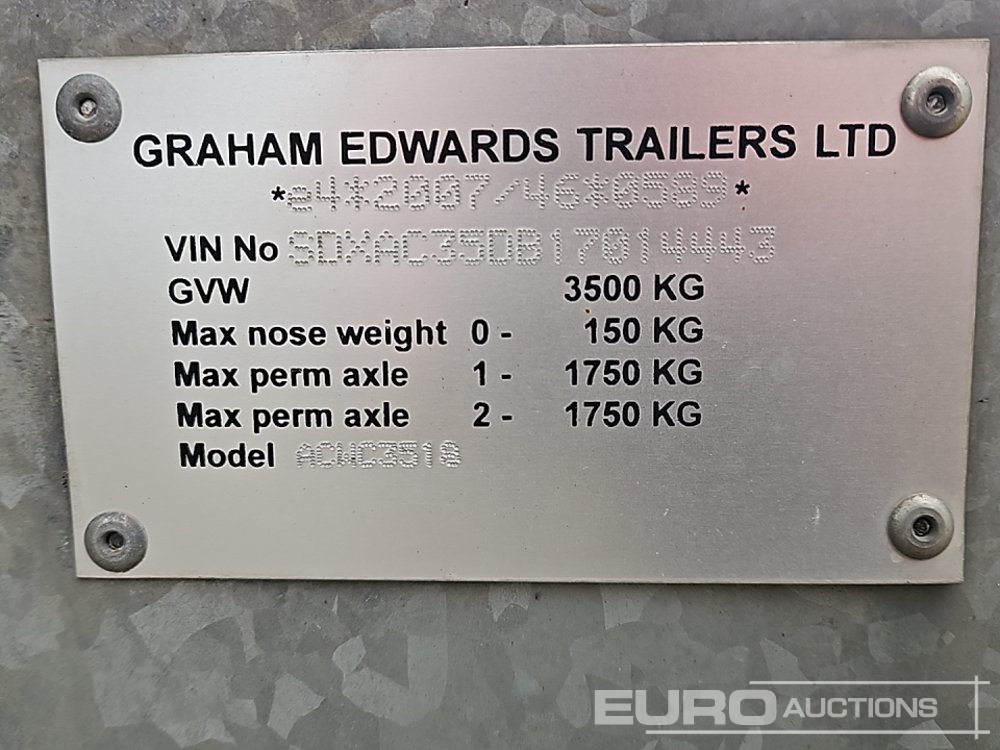 GRAHAM EDWARDS TRAILERS LTD
*e4*2007/46*0589*
VIN No SDXAC35DB17014443
GVW 3500 KG
Max nose weight 0 - 150 KG
Max perm axle 1 - 1750 KG
Max perm axle 2 - 1750 KG
Model ACWC3518
EURO AUCTIONS